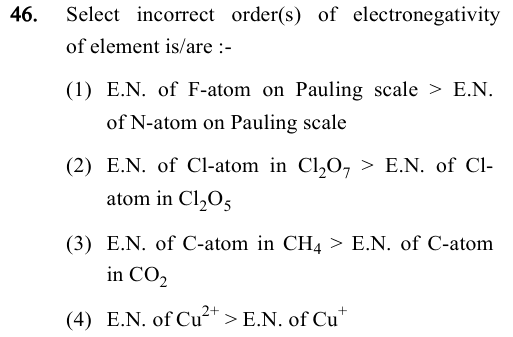 46. Select incorrect order(s) of electronegativity
of element is/are :-
(1) E.N. of F-atom on Pauling scale > E.N.
of N-atom on Pauling scale
(2) E.N. of Cl-atom in Cl₂O₇ > E.N. of Cl-
atom in Cl₂O₅
(3) E.N. of C-atom in CH₄ > E.N. of C-atom
in CO₂
(4) E.N. of Cu²⁺ > E.N. of Cu⁺